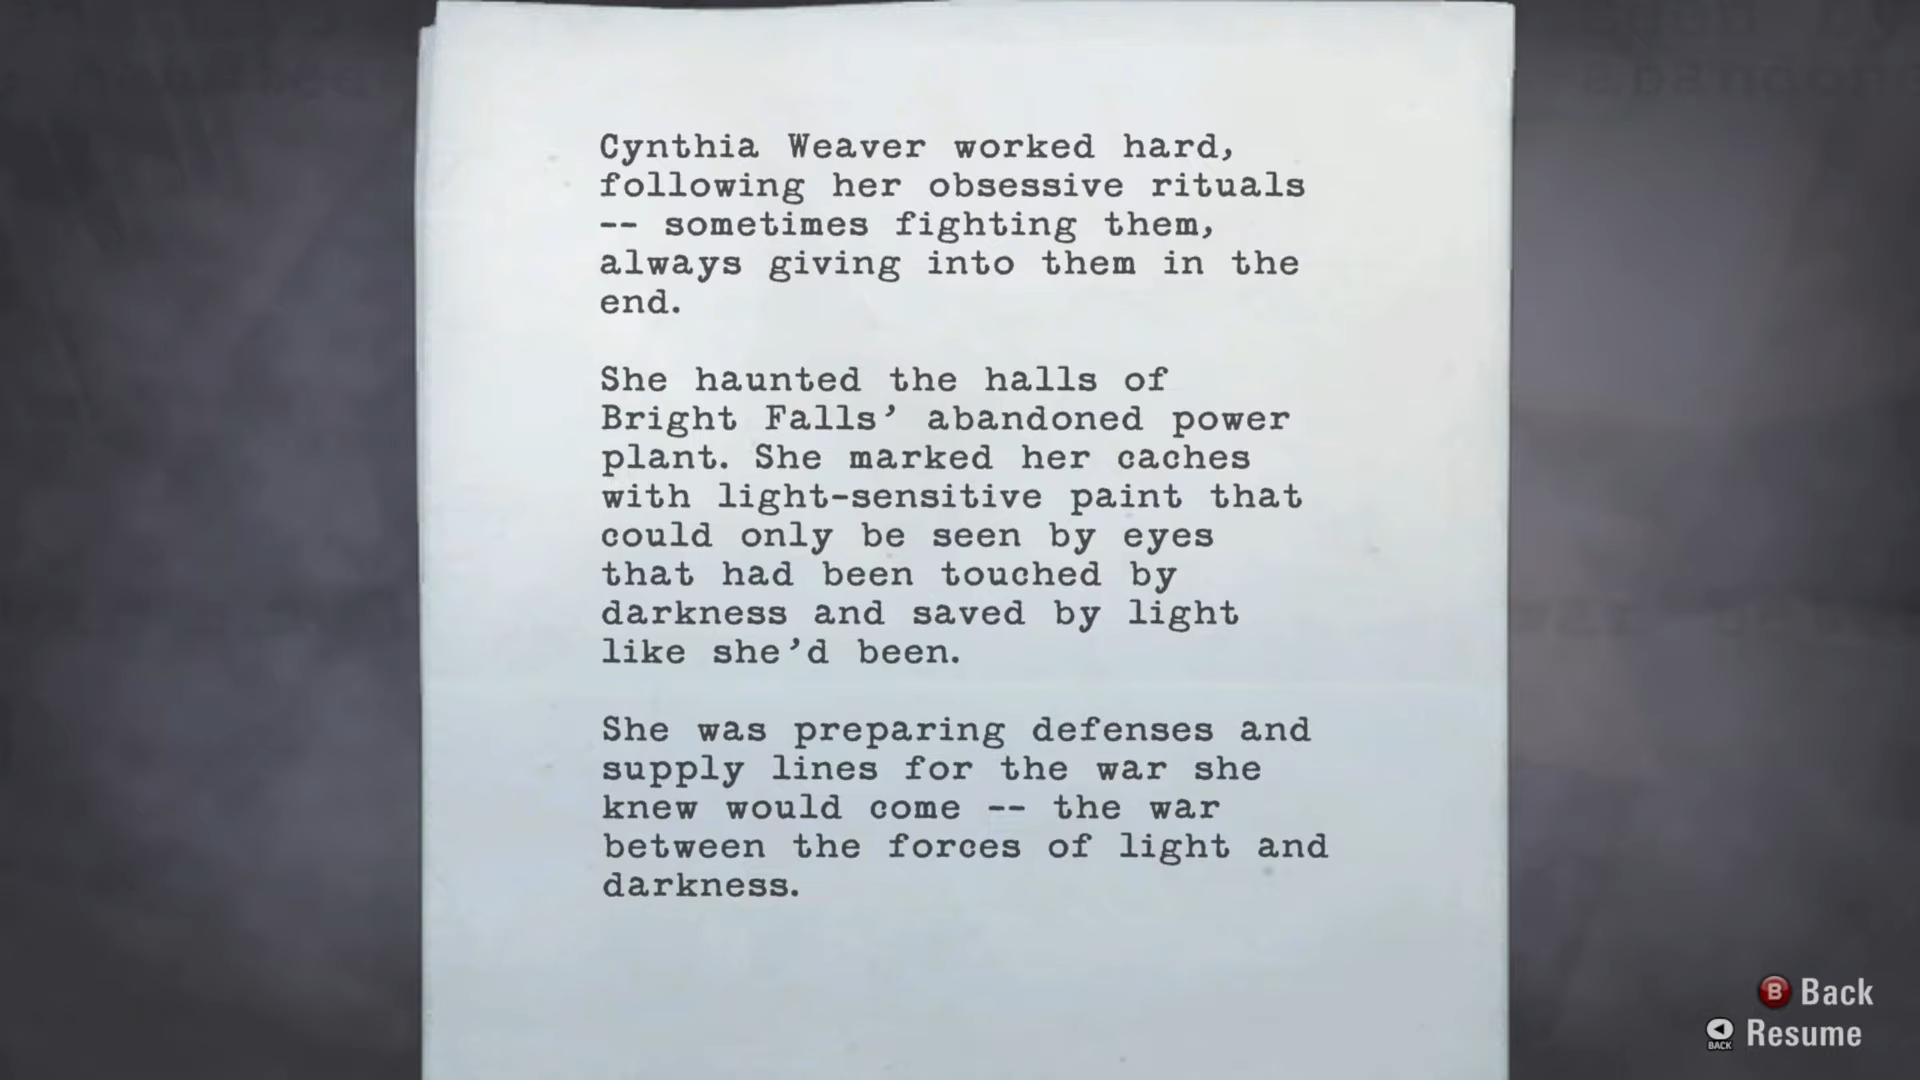 Cynthia Weaver worked hard,
following her obsessive rituals
-- sometimes fighting them,
always giving into them in the
end.
She haunted the halls of
Bright Falls’ abandoned power
plant. She marked her caches
with light-sensitive paint that
could only be seen by eyes
that had been touched by
darkness and saved by light
like she’d been.
She was preparing defenses and
supply lines for the war she
knew would come -- the war
between the forces of light and
darkness.
B Back
BACK Resume